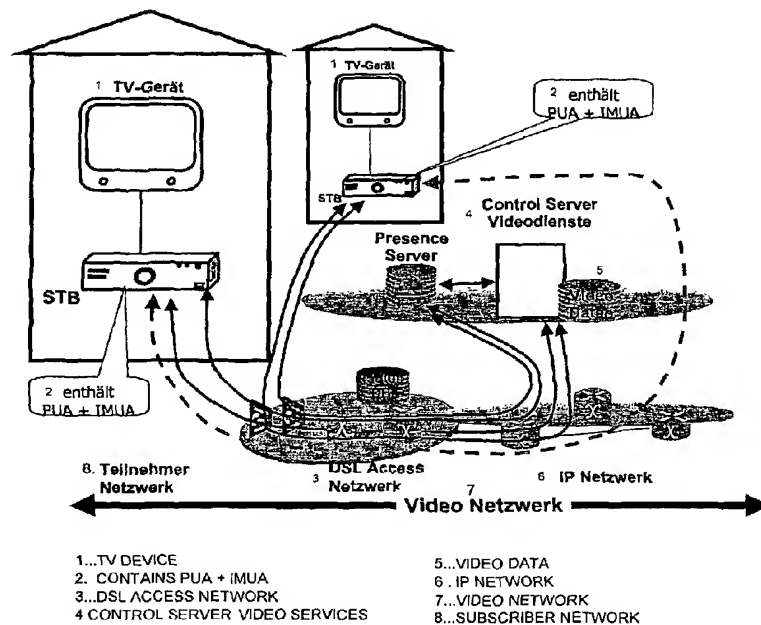 1 TV-Gerät
1 TV-Gerät
2 enthält
PUA + IMUA
STB
4 Control Server
Videodienste
Presence
Server
5
Video
Daten
STB
2 enthält
PUA + IMUA
8. Teilnehmer
Netzwerk
3 DSL Access
Netzwerk
6 IP Netzwerk
7
Video Netzwerk
1...TV DEVICE
2. CONTAINS PUA + IMUA
3...DSL ACCESS NETWORK
4 CONTROL SERVER VIDEO SERVICES
5...VIDEO DATA
6 . IP NETWORK
7...VIDEO NETWORK
8...SUBSCRIBER NETWORK